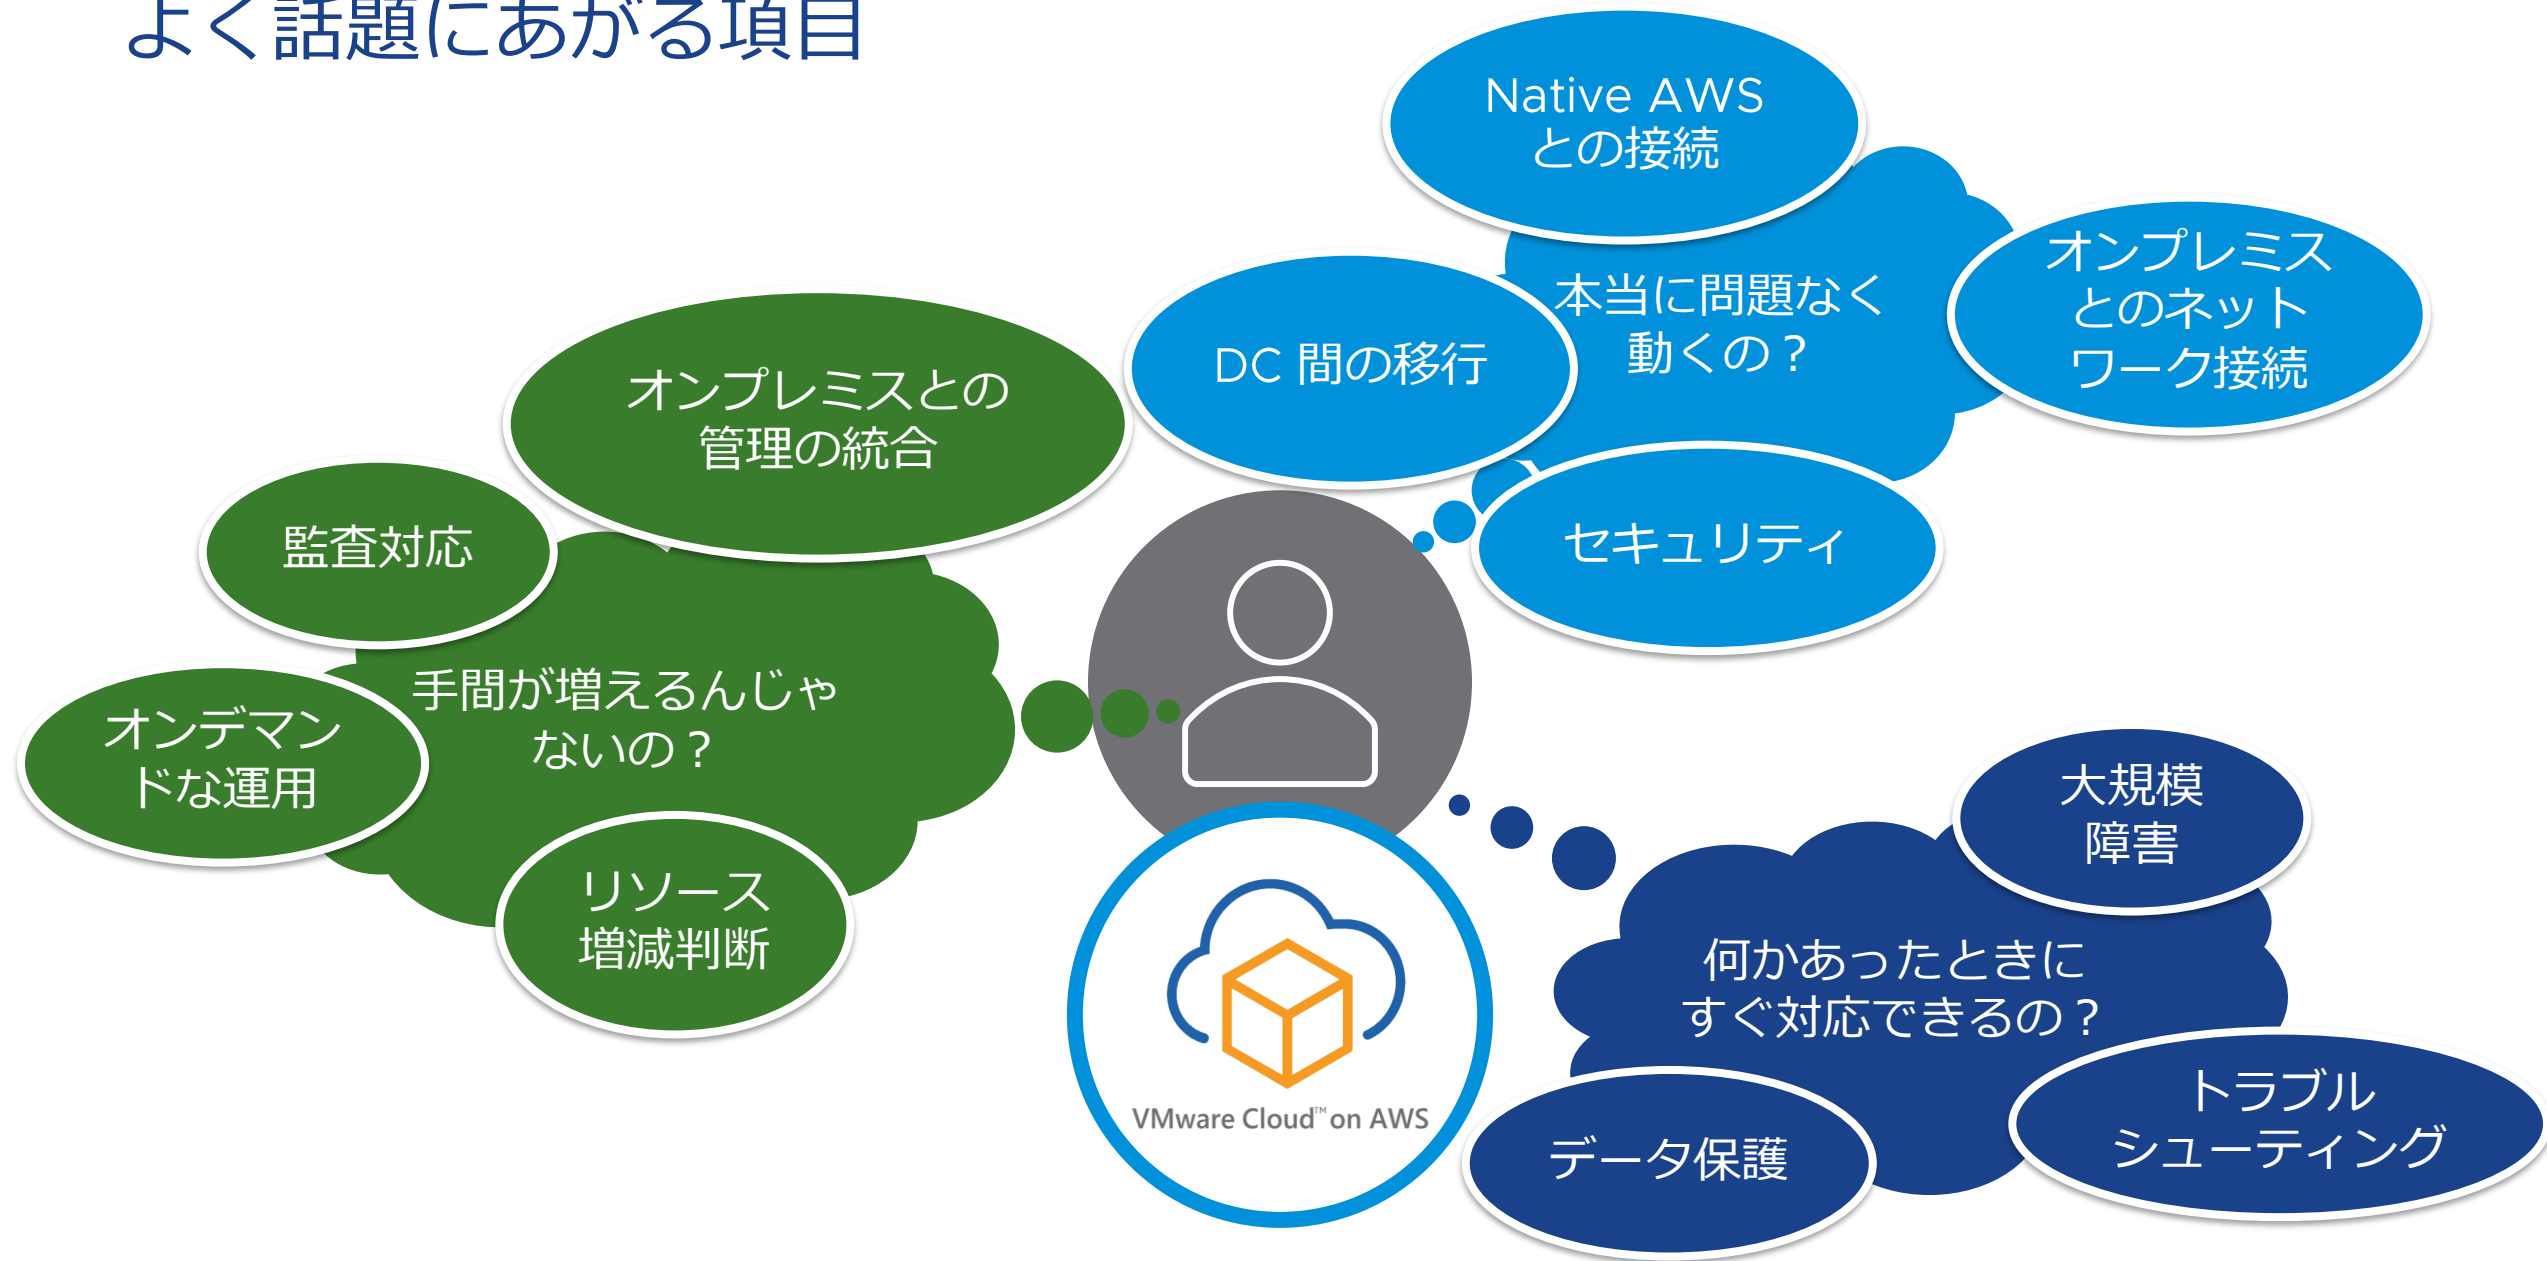 よく話題にあがる項目
Native AWS
との接続
本当に問題なく
動くの？
オンプレミス
とのネット
ワーク接続
DC 間の移行
セキュリティ
オンプレミスとの
管理の統合
監査対応
手間が増えるんじゃ
ないの？
オンデマン
ドな運用
リソース
増減判断
大規模
障害
何かあったときに
すぐ対応できるの？
トラブル
シューティング
データ保護
VMware Cloud™ on AWS